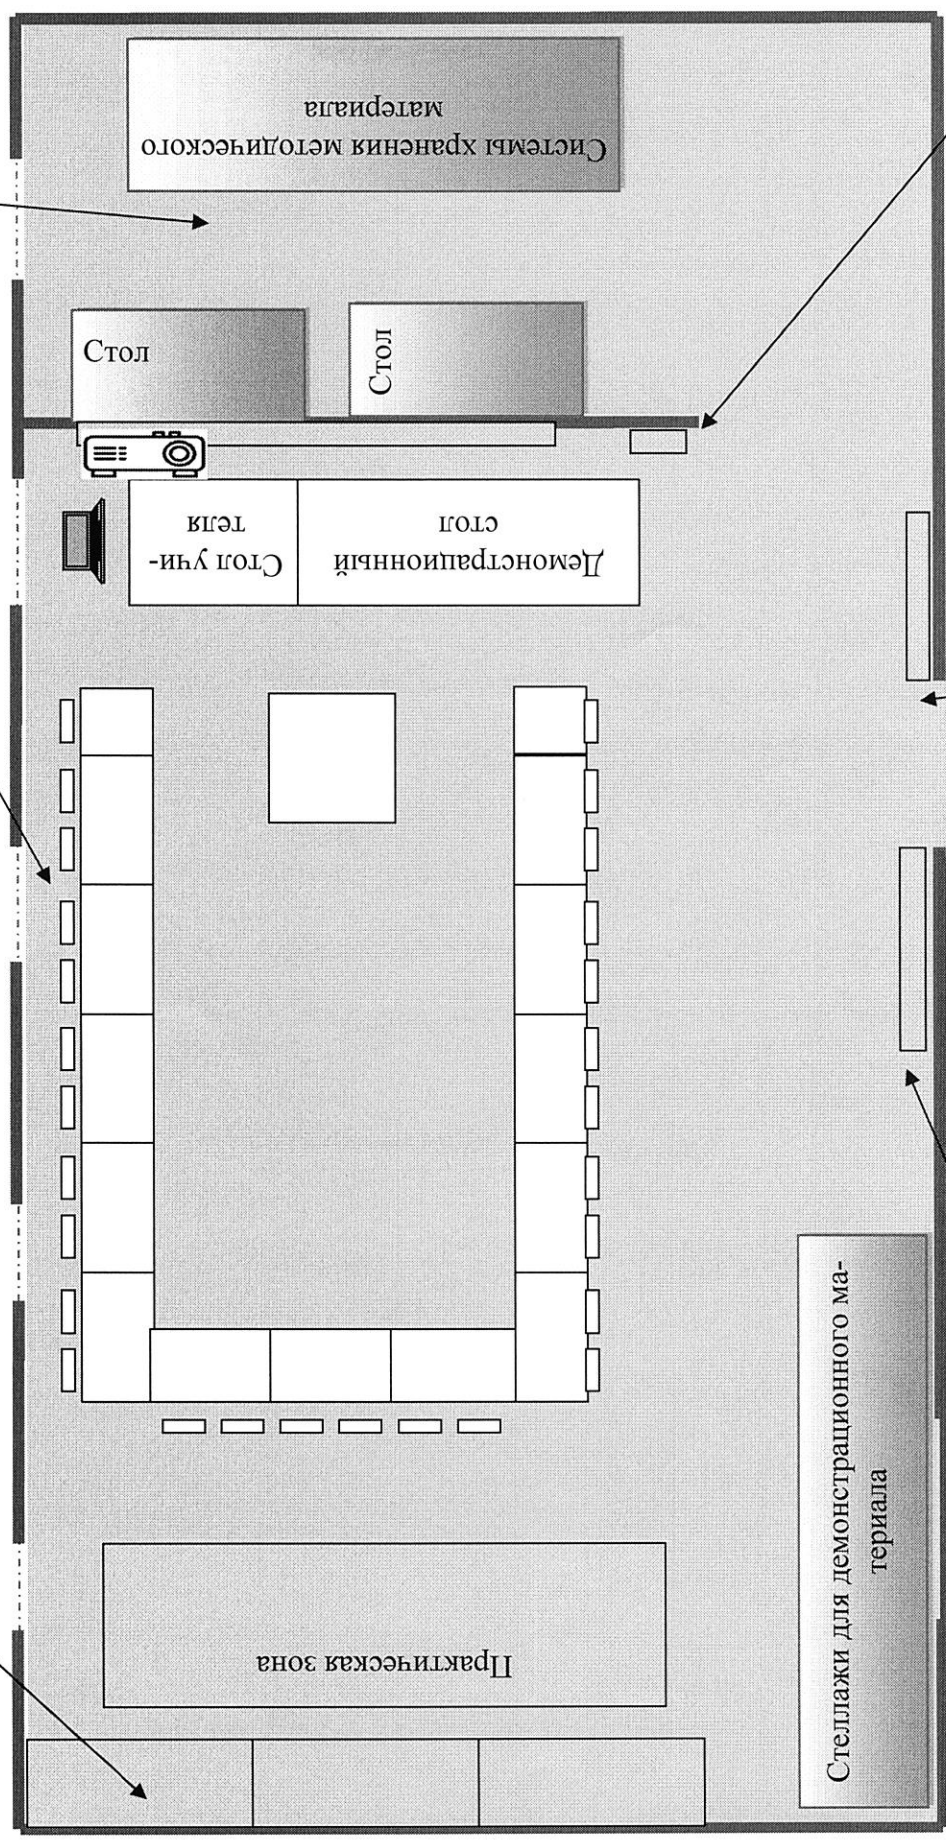 Системы хранения методического
материала
Стол
Стол
Стол учи-
теля
Демонстрационный
стол
Практическая зона
Стеллажи для демонстрационного ма-
териала